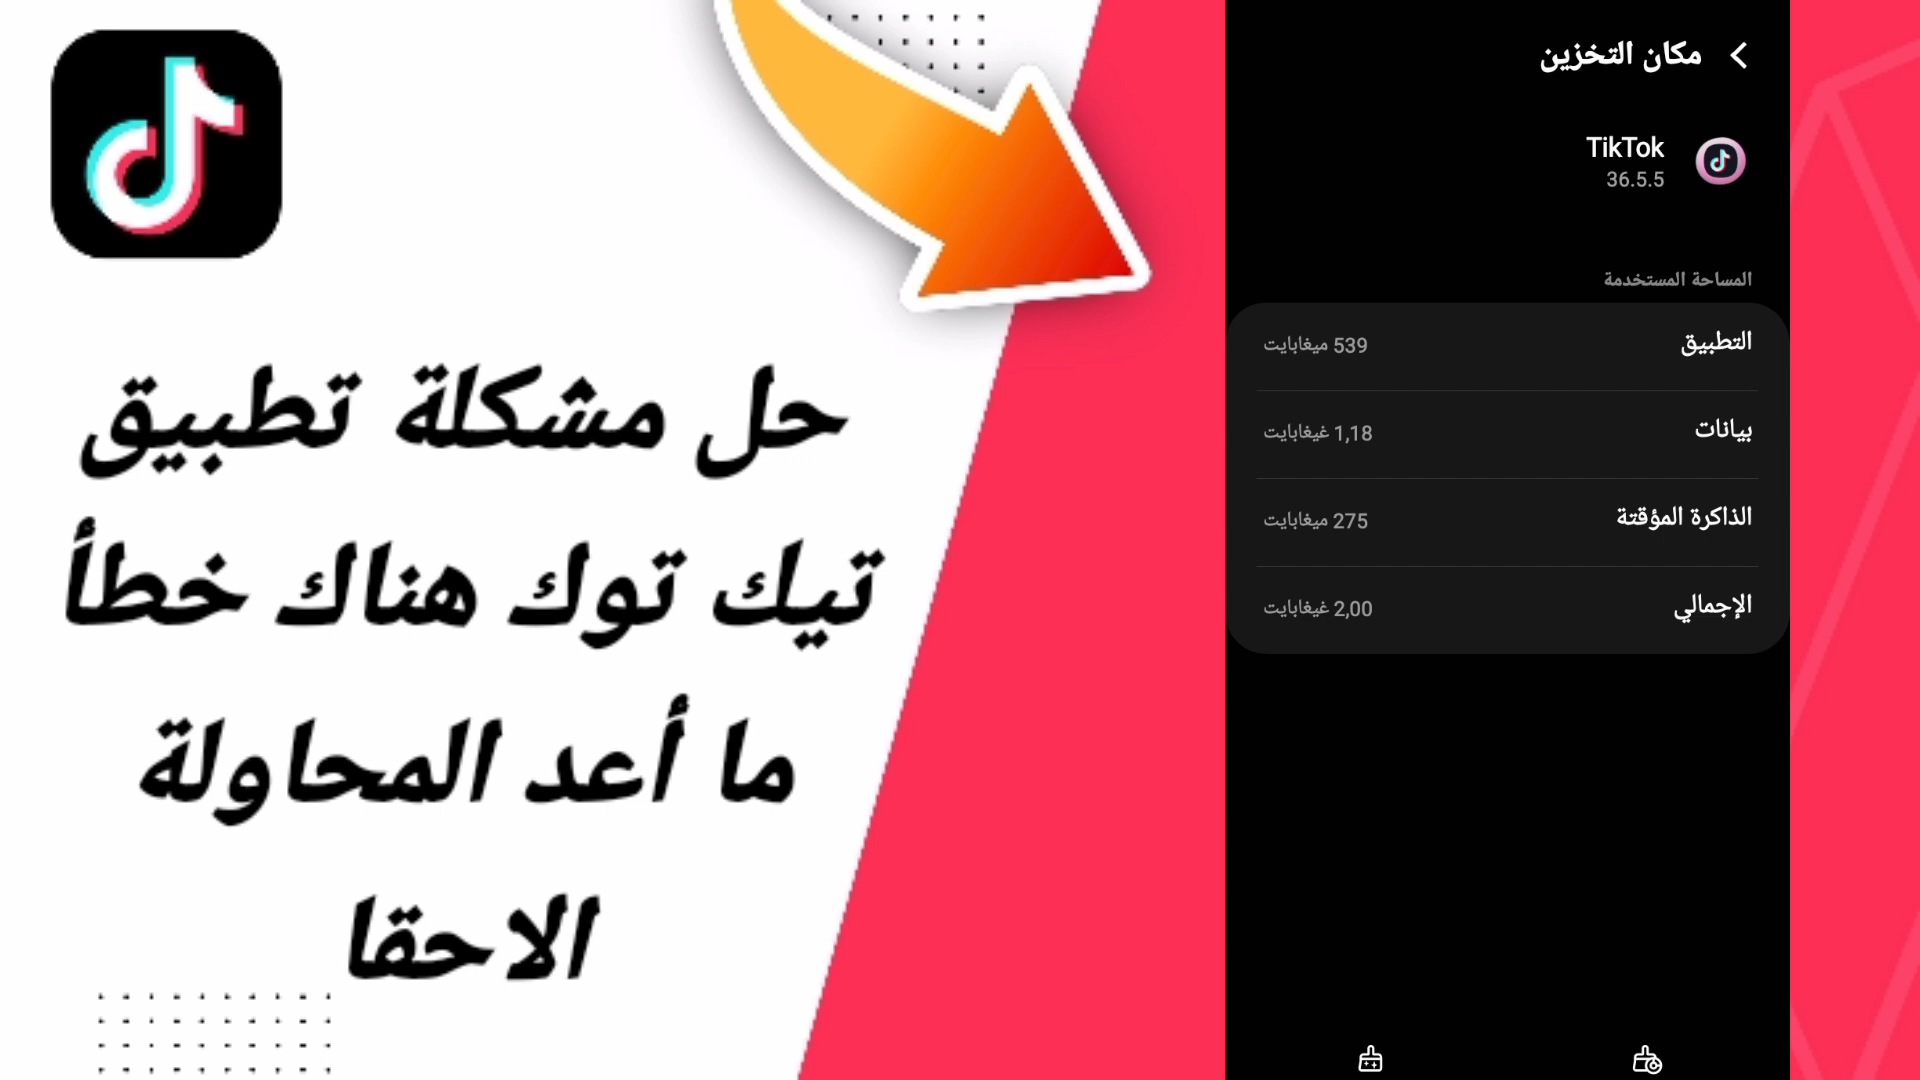 حل مشكلة تطبيق
تيك توك هناك خطأ
ما أعد المحاولة
الاحقا
مكان التخزين
TikTok
36.5.5
المساحة المستخدمة
التطبيق 539 ميغابايت
بيانات 1,18 غيغابايت
الذاكرة المؤقتة 275 ميغابايت
الإجمالي 2,00 غيغابايت